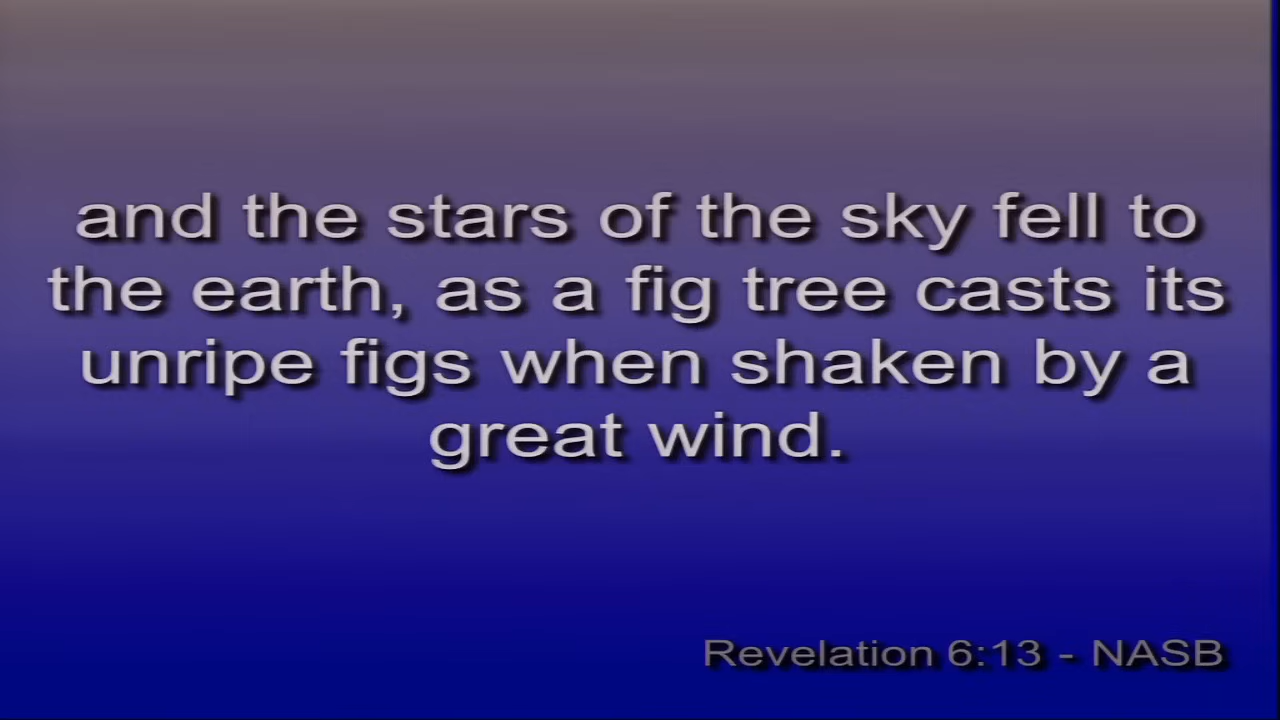 and the stars of the sky fell to
the earth, as a fig tree casts its
unripe figs when shaken by a
great wind.
Revelation 6:13 - NASB